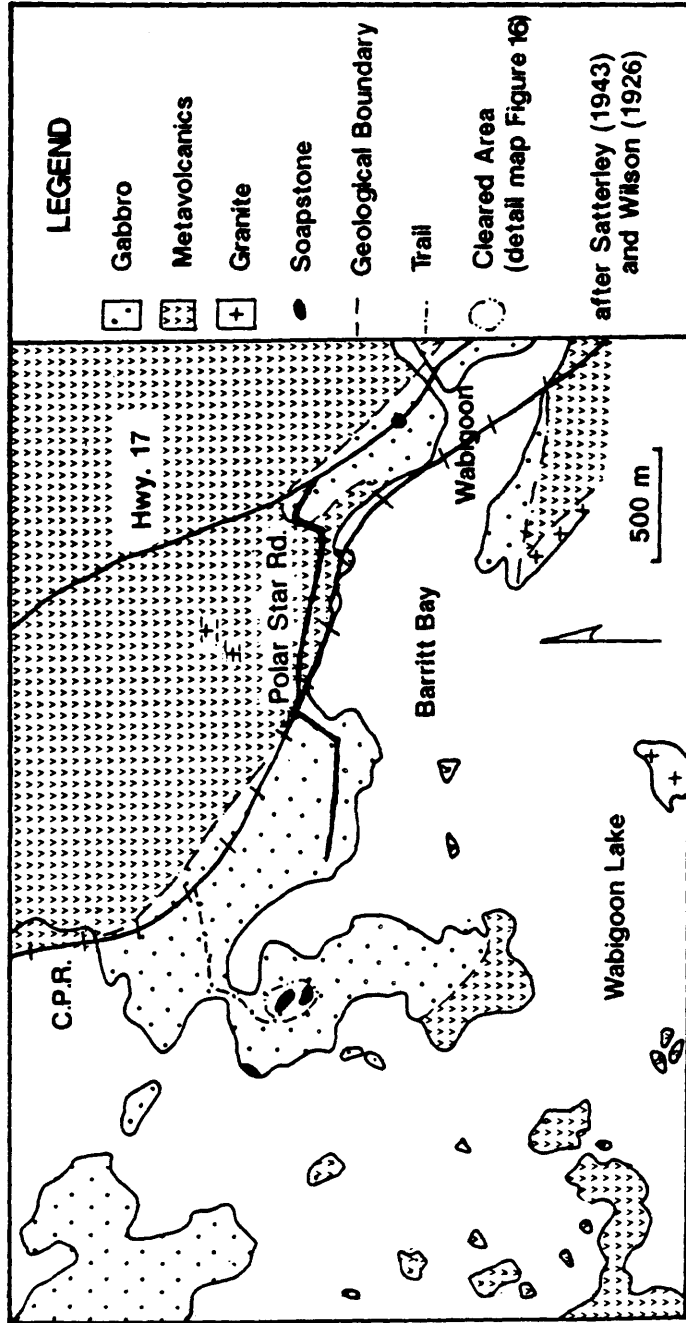 Hwy. 17
C.P.R.
Polar Star Rd.
Barritt Bay
Wabigoon
Wabigoon Lake
500 m
LEGEND
Gabbro
Metavolcanics
Granite
Soapstone
Geological Boundary
Trail
Cleared Area
(detail map Figure 16)
after Satterley (1943)
and Wilson (1926)